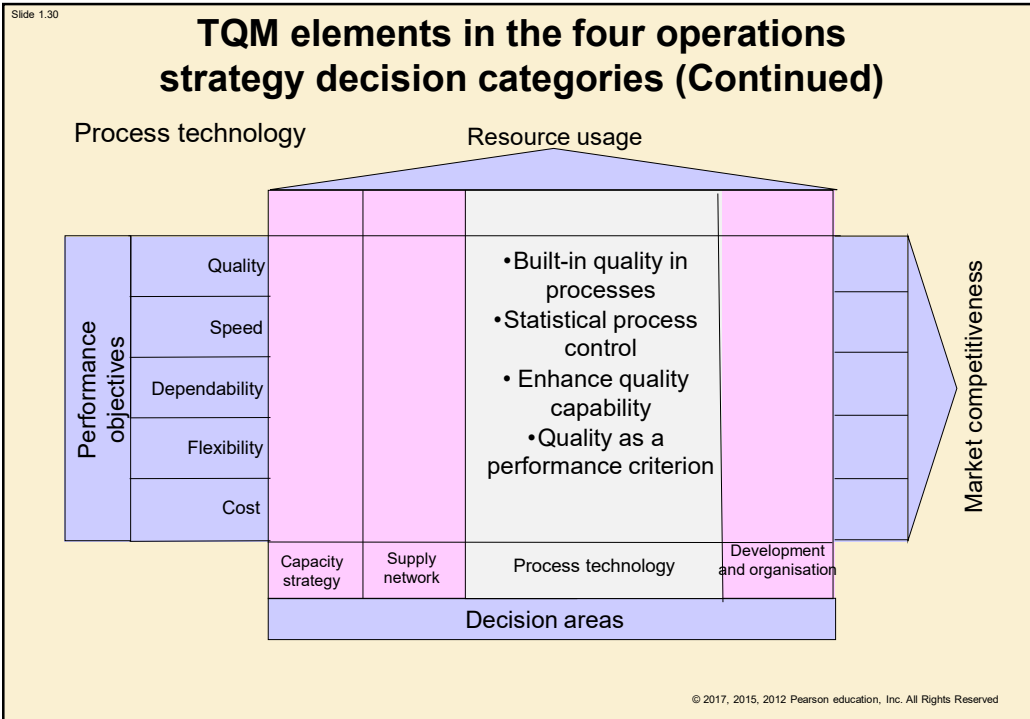 Slide 1.30
TQM elements in the four operations
strategy decision categories (Continued)
Process technology
Resource usage
Performance
objectives
Quality
Speed
Dependability
Flexibility
Cost
•Built-in quality in
processes
•Statistical process
control
• Enhance quality
capability
•Quality as a
performance criterion
Market competitiveness
Capacity
strategy
Supply
network
Process technology
Development
and organisation
Decision areas
© 2017, 2015, 2012 Pearson education, Inc. All Rights Reserved